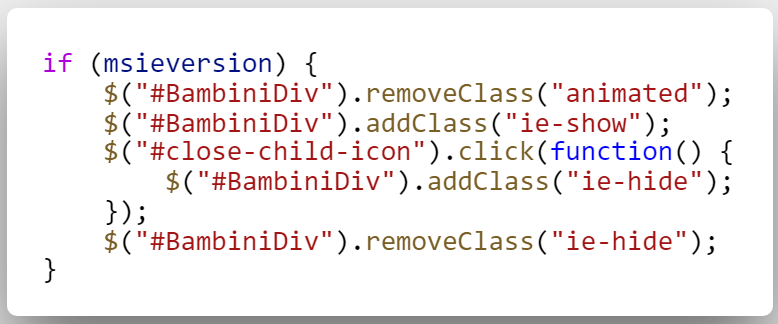 if (msieversion) {
    $("#BambiniDiv").removeClass("animated");
    $("#BambiniDiv").addClass("ie-show");
    $("#close-child-icon").click(function() {
        $("#BambiniDiv").addClass("ie-hide");
    });
    $("#BambiniDiv").removeClass("ie-hide");
}